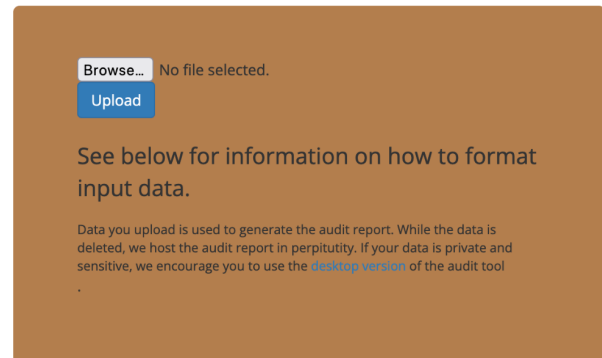 Browse... No file selected.
Upload
See below for information on how to format
input data.
Data you upload is used to generate the audit report. While the data is
deleted, we host the audit report in perpitutity. If your data is private and
sensitive, we encourage you to use the desktop version of the audit tool
.